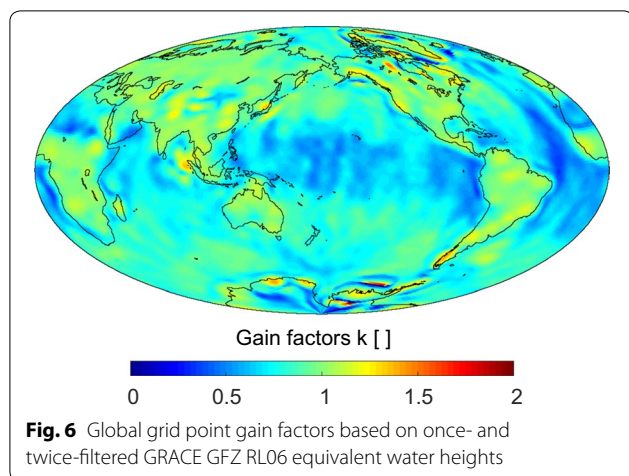 Gain factors k [ ]
0 0.5 1 1.5 2
Fig. 6 Global grid point gain factors based on once- and
twice-filtered GRACE GFZ RL06 equivalent water heights